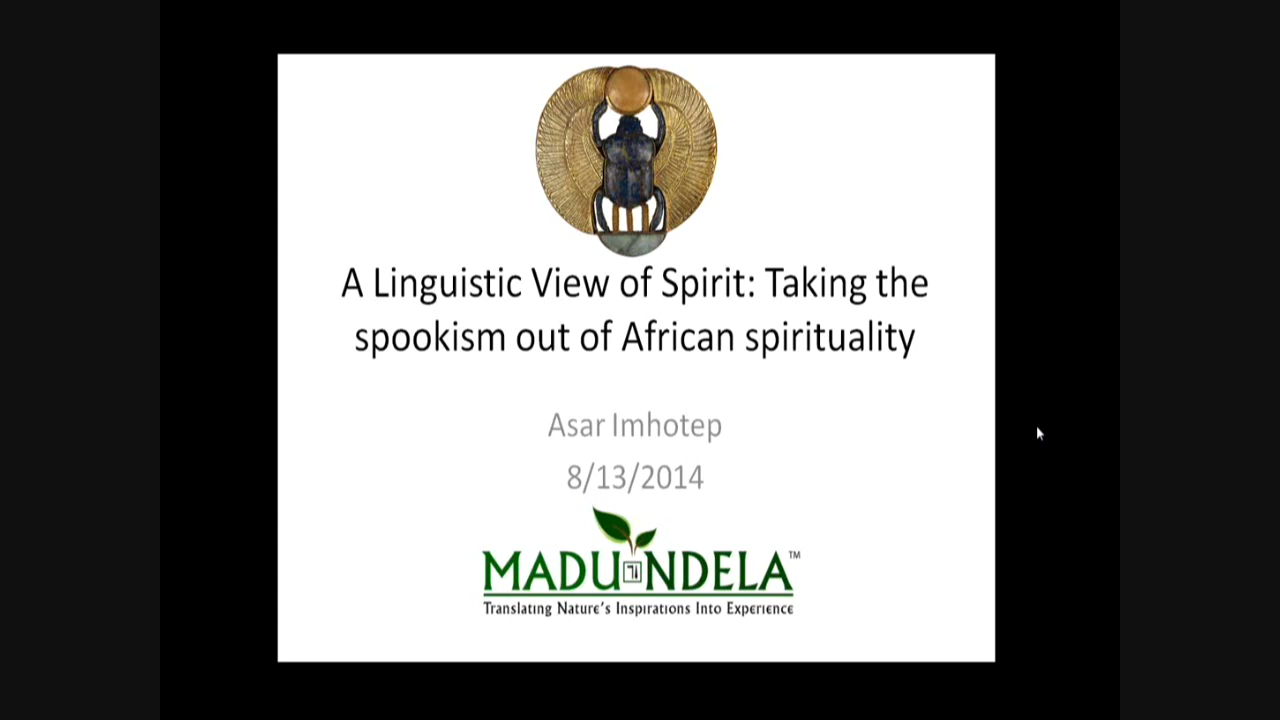 A Linguistic View of Spirit: Taking the
spookism out of African spirituality
Asar Imhotep
8/13/2014
MADU NDELA™
Translating Nature's Inspirations Into Experience